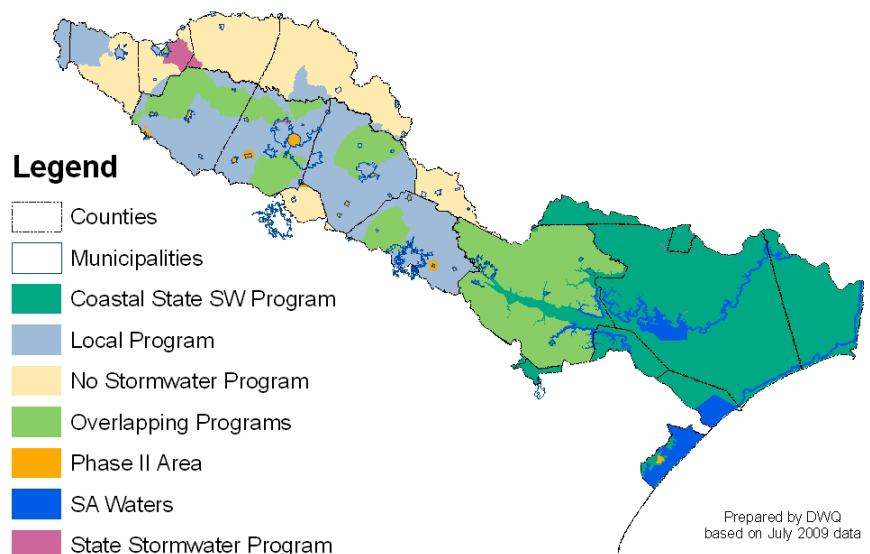 Legend
Counties
Municipalities
Coastal State SW Program
Local Program
No Stormwater Program
Overlapping Programs
Phase II Area
SA Waters
State Stormwater Program
Prepared by DWQ
based on July 2009 data